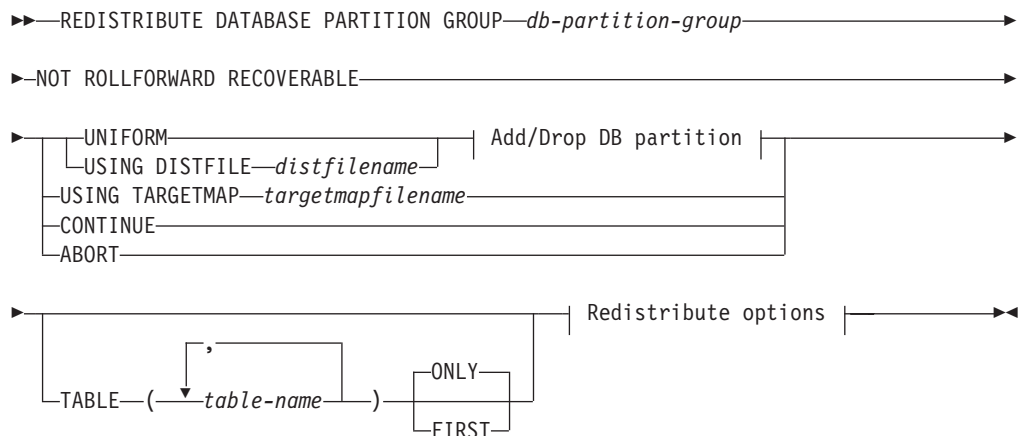 REDISTRIBUTE DATABASE PARTITION GROUP db-partition-group
NOT ROLLFORWARD RECOVERABLE
UNIFORM
Add/Drop DB partition
USING DISTFILE distfilename
USING TARGETMAP targetmapfilename
CONTINUE
ABORT
Redistribute options
,
ONLY
TABLE ( table-name )
FIRST